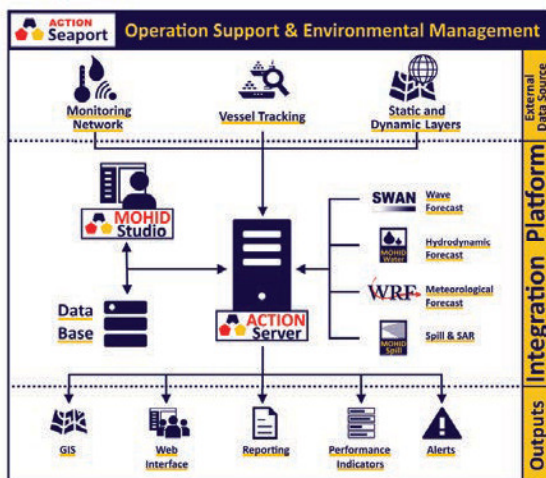 ACTION
Seaport
Operation Support & Environmental Management
Monitoring
Network
Vessel Tracking
Static and
Dynamic Layers
External
Data Source
MOHID
Studio
Data
Base
ACTION
Server
SWAN
Wave
Forecast
MOHID
Water
Hydrodynamic
Forecast
WRF
Meteorological
Forecast
MOHID
Spill
Spill & SAR
Integration Platform
GIS
Web
Interface
Reporting
Performance
Indicators
Alerts
Outputs